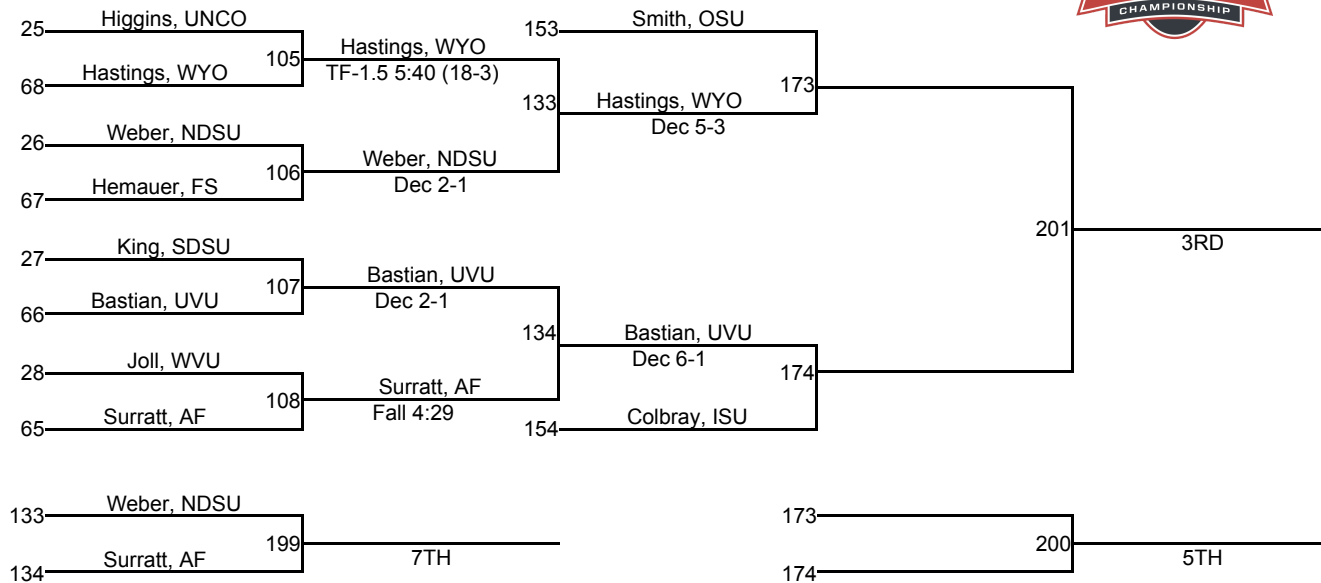 CHAMPIONSHIP
25 Higgins, UNCO
105 Hastings, WYO
TF-1.5 5:40 (18-3)
68 Hastings, WYO
153 Smith, OSU
173
133 Hastings, WYO
Dec 5-3
26 Weber, NDSU
106 Weber, NDSU
Dec 2-1
67 Hemauer, FS
201
3RD
27 King, SDSU
107 Bastian, UVU
Dec 2-1
66 Bastian, UVU
134 Bastian, UVU
Dec 6-1
174
28 Joll, WVU
108 Surratt, AF
Fall 4:29
65 Surratt, AF
154 Colbray, ISU
133 Weber, NDSU
199
7TH
134 Surratt, AF
173
200
5TH
174